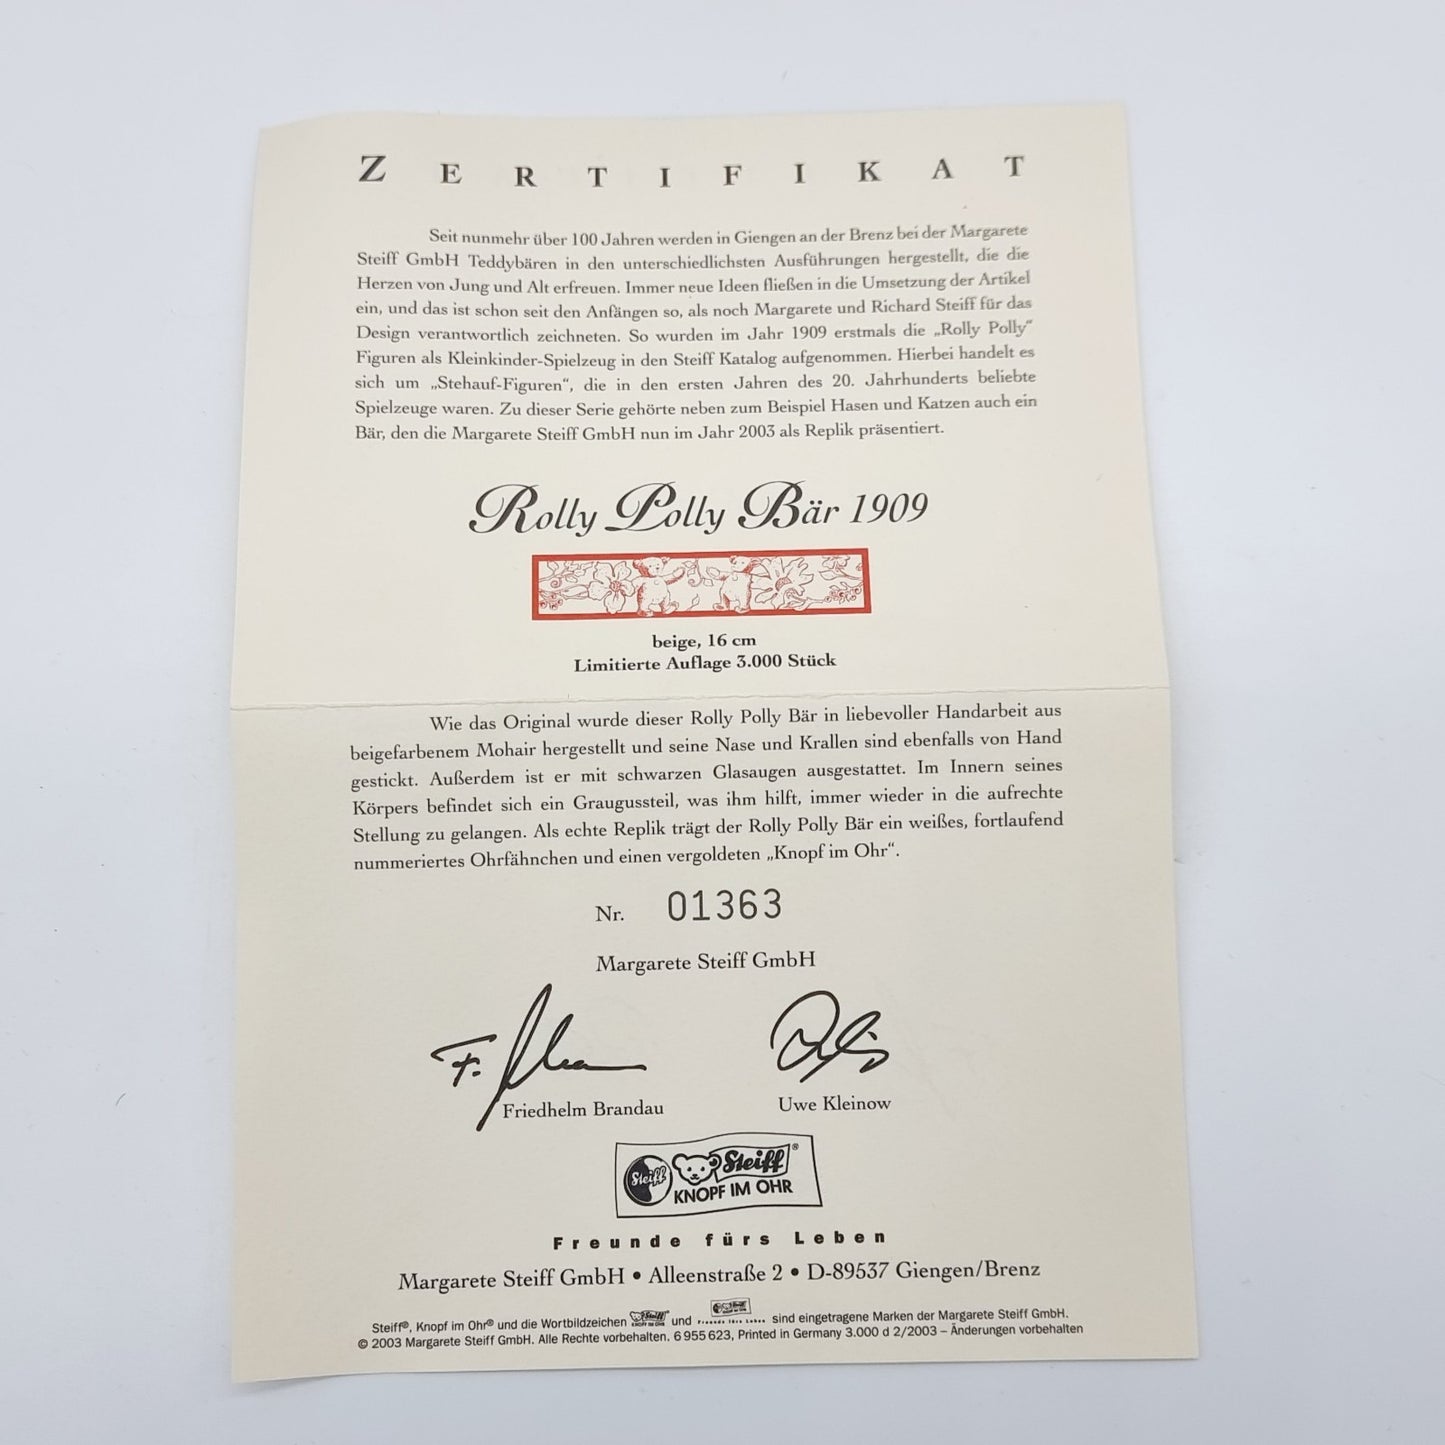 ZERTIFIKAT
Seit nunmehr über 100 Jahren werden in Giengen an der Brenz bei der Margarete
Steiff GmbH Teddybären in den unterschiedlichsten Ausführungen hergestellt, die die
Herzen von Jung und Alt erfreuen. Immer neue Ideen fließen in die Umsetzung der Artikel
ein, und das ist schon seit den Anfängen so, als noch Margarete und Richard Steiff für das
Design verantwortlich zeichneten. So wurden im Jahr 1909 erstmals die „Rolly Polly“
Figuren als Kleinkinder-Spielzeug in den Steiff Katalog aufgenommen. Hierbei handelt es
sich um „Stehauf-Figuren“, die in den ersten Jahren des 20. Jahrhunderts beliebte
Spielzeuge waren. Zu dieser Serie gehörte neben zum Beispiel Hasen und Katzen auch ein
Bär, den die Margarete Steiff GmbH nun im Jahr 2003 als Replik präsentiert.
Rolly Polly Bär 1909
beige, 16 cm
Limitierte Auflage 3.000 Stück
Wie das Original wurde dieser Rolly Polly Bär in liebevoller Handarbeit aus
beigefarbenem Mohair hergestellt und seine Nase und Krallen sind ebenfalls von Hand
gestickt. Außerdem ist er mit schwarzen Glasaugen ausgestattet. Im Innern seines
Körpers befindet sich ein Graugussteil, was ihm hilft, immer wieder in die aufrechte
Stellung zu gelangen. Als echte Replik trägt der Rolly Polly Bär ein weißes, fortlaufend
nummeriertes Ohrfähnchen und einen vergoldeten „Knopf im Ohr“.
Nr. 01363
Margarete Steiff GmbH
F.
Friedhelm Brandau Uwe Kleinow
Steiff Steiff®
KNOPF IM OHR
Freunde fürs Leben
Margarete Steiff GmbH • Alleenstraße 2 • D-89537 Giengen/Brenz
Steiff®, Knopf im Ohr® und die Wortbildzeichen Steiff KNOPF IM OHR und Freunde fürs Leben sind eingetragene Marken der Margarete Steiff GmbH.
© 2003 Margarete Steiff GmbH. Alle Rechte vorbehalten. 6 955 623, Printed in Germany 3.000 d 2/2003 – Änderungen vorbehalten